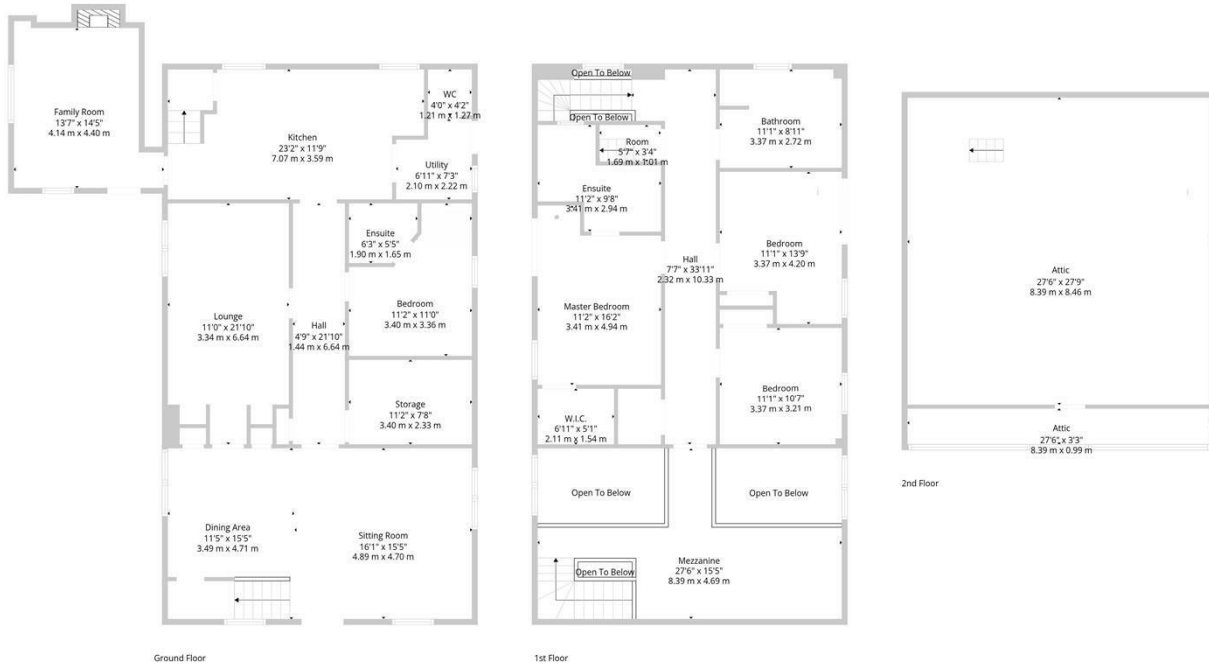 Family Room
13'7" x 14'5"
4.14 m x 4.40 m
Kitchen
23'2" x 11'9"
7.07 m x 3.59 m
WC
4'0" x 4'2"
1.21 m x 1.27 m
Utility
6'11" x 7'3"
2.10 m x 2.22 m
Ensuite
6'3" x 5'5"
1.90 m x 1.65 m
Bedroom
11'2" x 11'0"
3.40 m x 3.36 m
Lounge
11'0" x 21'10"
3.34 m x 6.64 m
Hall
4'9" x 21'10"
1.44 m x 6.64 m
Storage
11'2" x 7'8"
3.40 m x 2.33 m
Dining Area
11'5" x 15'5"
3.49 m x 4.71 m
Sitting Room
16'1" x 15'5"
4.89 m x 4.70 m
Ground Floor
Open To Below
Open To Below
Room
5'7" x 3'4"
1.69 m x 1.01 m
Bathroom
11'1" x 8'11"
3.37 m x 2.72 m
Ensuite
11'2" x 9'8"
3.41 m x 2.94 m
Hall
7'7" x 33'11"
2.32 m x 10.33 m
Bedroom
11'1" x 13'9"
3.37 m x 4.20 m
Master Bedroom
11'2" x 16'2"
3.41 m x 4.94 m
Bedroom
11'1" x 10'7"
3.37 m x 3.21 m
W.I.C.
6'11" x 5'1"
2.11 m x 1.54 m
Open To Below
Open To Below
Mezzanine
27'6" x 15'5"
8.39 m x 4.69 m
Open To Below
1st Floor
Attic
27'6" x 27'9"
8.39 m x 8.46 m
Attic
27'6" x 3'3"
8.39 m x 0.99 m
2nd Floor